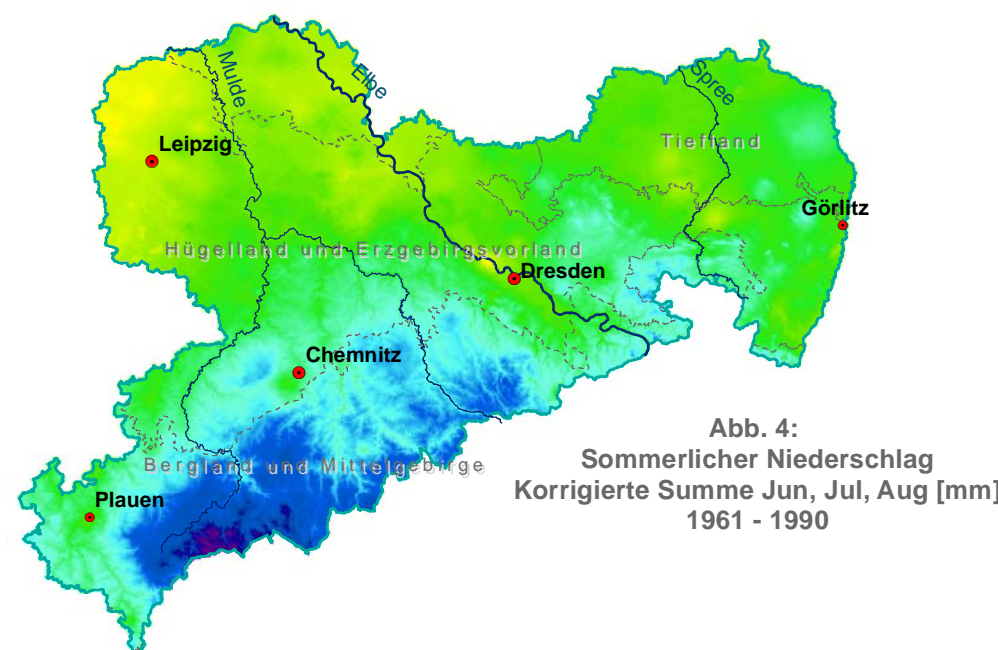 Mulde
Elbe
Spree
Tiefland
Leipzig
Görlitz
Hügelland und Erzgebirgsvorland
Dresden
Chemnitz
Bergland und Mittelgebirge
Plauen
Abb. 4:
Sommerlicher Niederschlag
Korrigierte Summe Jun, Jul, Aug [mm]
1961 - 1990